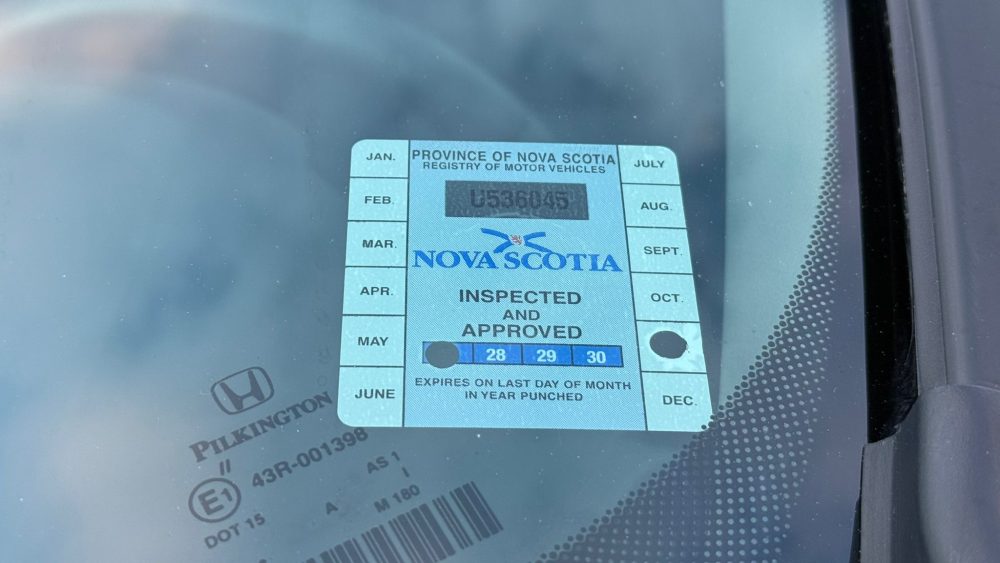 JAN.
FEB.
MAR.
APR.
MAY
JUNE
PROVINCE OF NOVA SCOTIA
REGISTRY OF MOTOR VEHICLES
U536045
NOVA SCOTIA
INSPECTED
AND
APPROVED
28 29 30
EXPIRES ON LAST DAY OF MONTH
IN YEAR PUNCHED
JULY
AUG.
SEPT.
OCT.
DEC.
PILKINGTON
"
E1 43R-001398
DOT 15 A M 180
AS 1
I